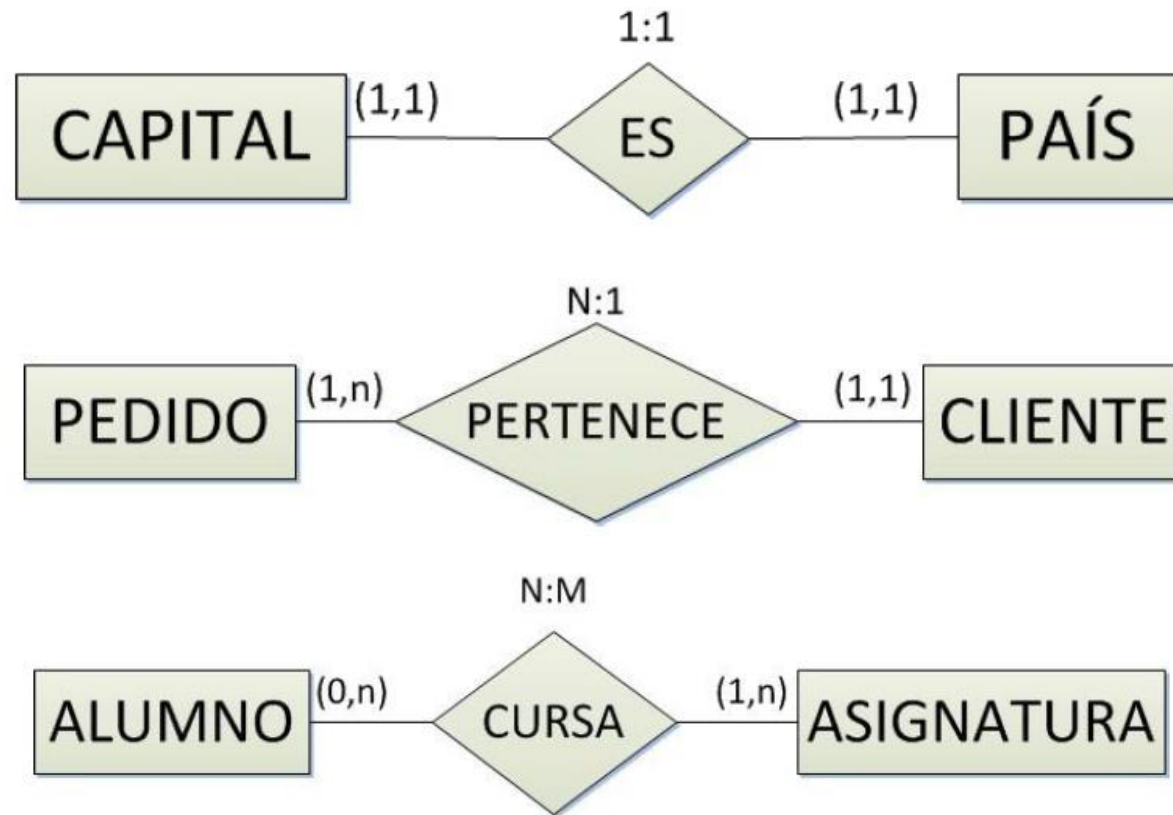 1:1
CAPITAL (1,1) ES (1,1) PAÍS
N:1
PEDIDO (1,n) PERTENECE (1,1) CLIENTE
N:M
ALUMNO (0,n) CURSA (1,n) ASIGNATURA